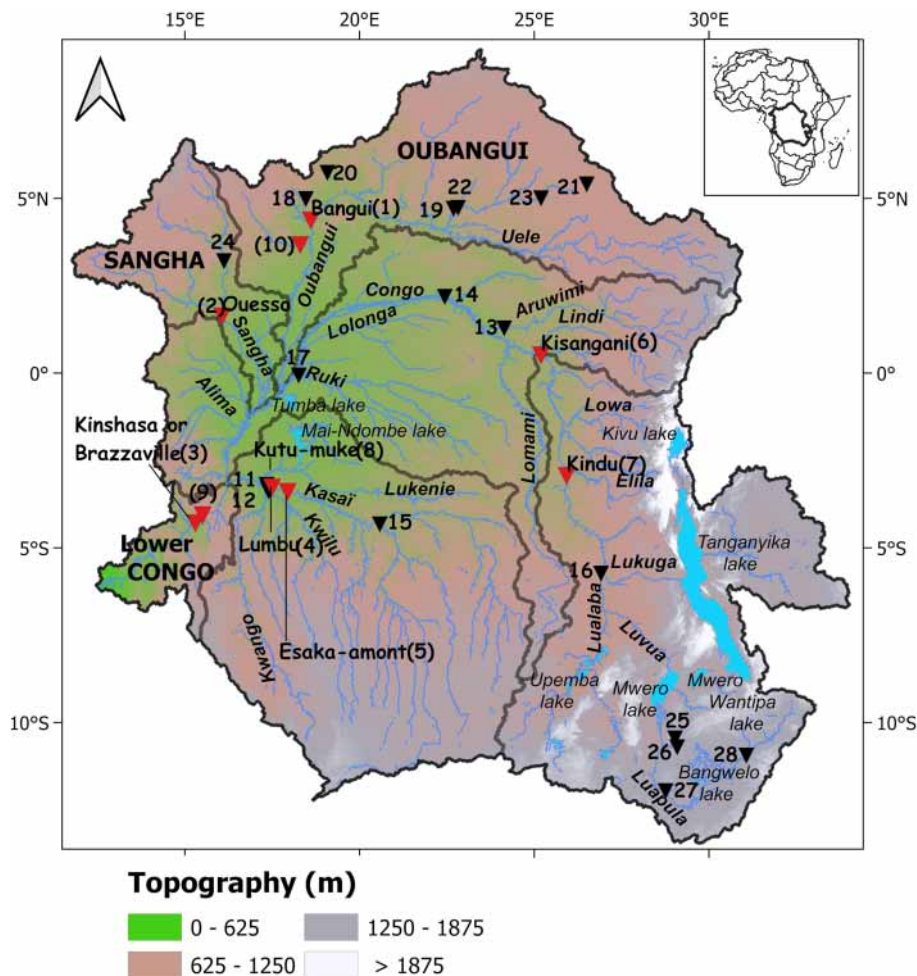 15°E 20°E 25°E 30°E
5°N
0°
5°S
10°S
OUBANGUI
20
18
Bangui(1)
22
19
23
21
(10)
Oubangui
Uele
24
SANGHA
(2)Ouesso
Sangha
Congo
14
Aruwimi
Lolonga
13
Lindi
Kisangani(6)
17
Ruki
Alima
Tumba lake
Lowa
Mai-Ndombe lake
Kivu lake
Kinshasa or
Brazzaville(3)
Kutu-muke(8)
Lomami
Kindu(7)
Elila
11
12
Kasaï
Lukenie
(9)
Kwilu
15
Lower
CONGO
Lumbu(4)
Tanganyika
lake
16
Lukuga
Lualaba
Luvua
Kwango
Esaka-amont(5)
Upemba
lake
Mwero
lake
Mwero
Wantipa
lake
25
26
28
Bangwelo
lake
27
Luapula
Topography (m)
0 - 625
1250 - 1875
625 - 1250
> 1875